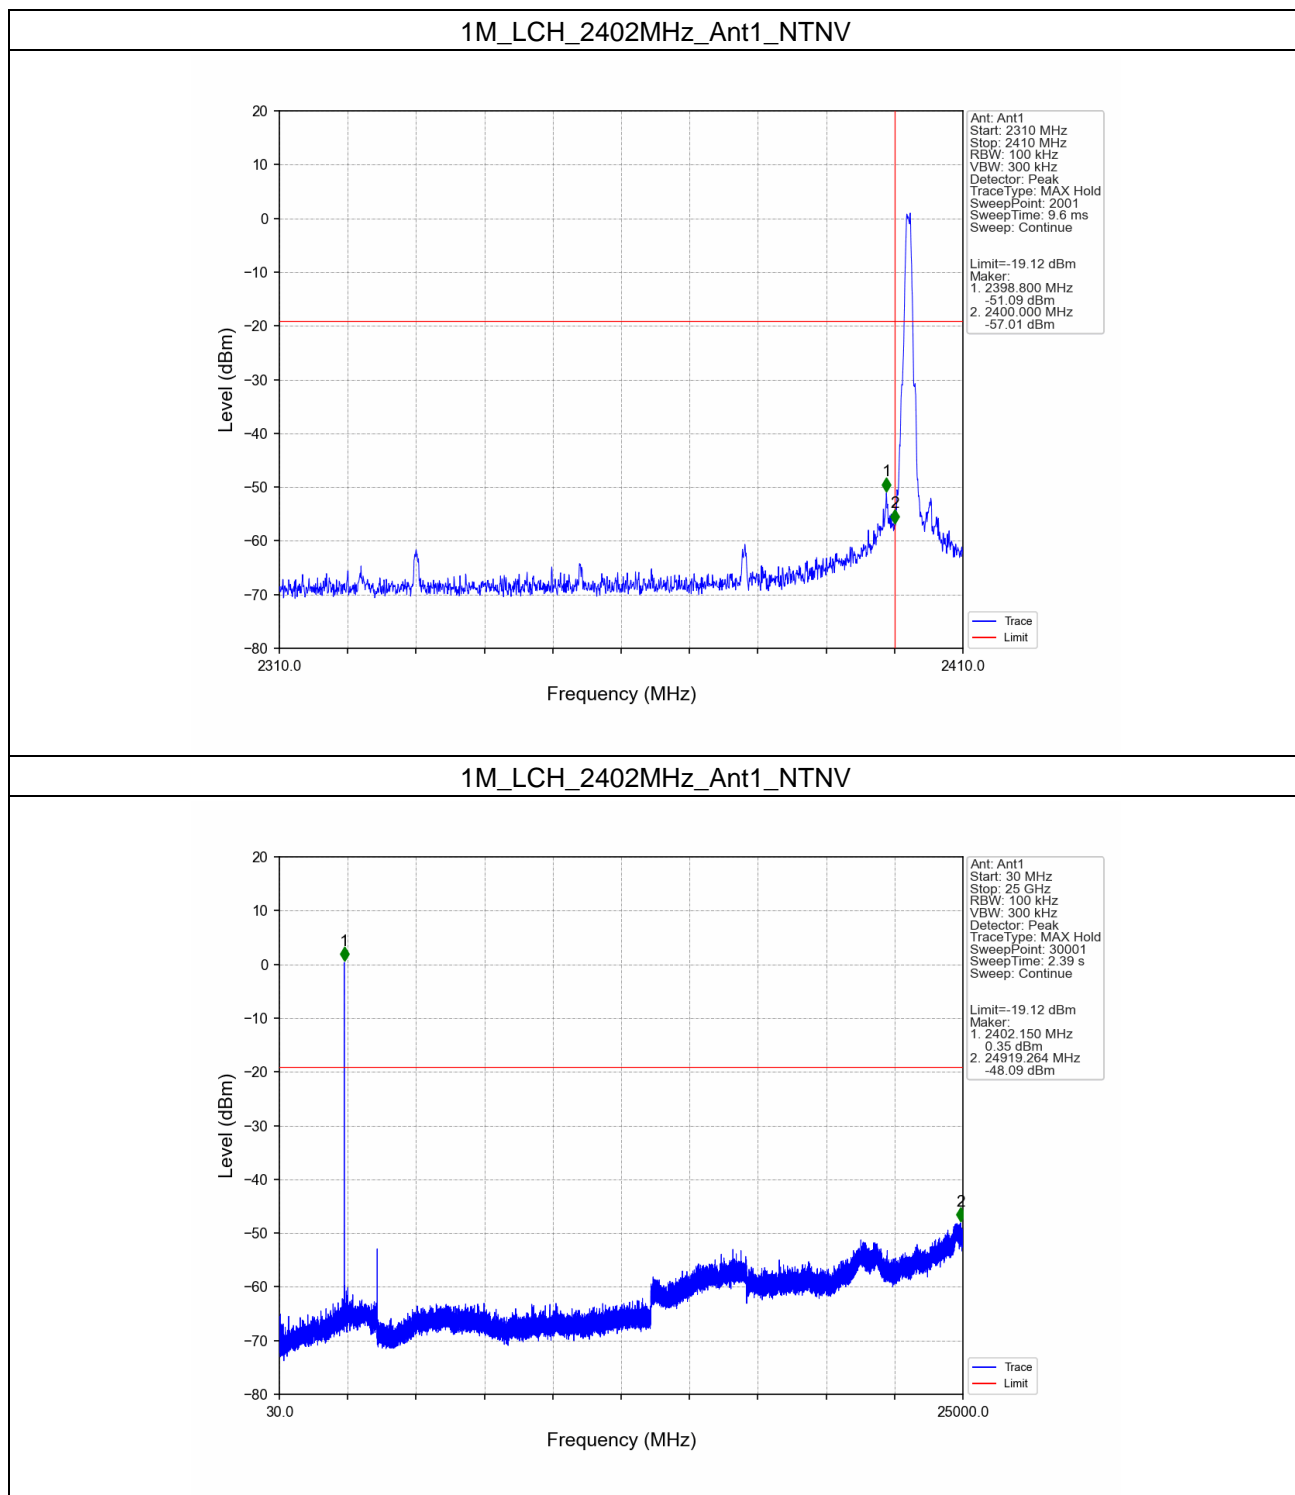 1M_LCH_2402MHz_Ant1_NTNV
20
10
0
−10
−20
−30
−40
−50
−60
−70
−80
Level (dBm)
1
2
2310.0
2410.0
Frequency (MHz)
Ant: Ant1
Start: 2310 MHz
Stop: 2410 MHz
RBW: 100 kHz
VBW: 300 kHz
Detector: Peak
TraceType: MAX Hold
SweepPoint: 2001
SweepTime: 9.6 ms
Sweep: Continue
Limit=-19.12 dBm
Maker:
1. 2398.800 MHz
-51.09 dBm
2. 2400.000 MHz
-57.01 dBm
Trace
Limit
1M_LCH_2402MHz_Ant1_NTNV
20
10
0
−10
−20
−30
−40
−50
−60
−70
−80
Level (dBm)
1
2
30.0
25000.0
Frequency (MHz)
Ant: Ant1
Start: 30 MHz
Stop: 25 GHz
RBW: 100 kHz
VBW: 300 kHz
Detector: Peak
TraceType: MAX Hold
SweepPoint: 30001
SweepTime: 2.39 s
Sweep: Continue
Limit=-19.12 dBm
Maker:
1. 2402.150 MHz
0.35 dBm
2. 24919.264 MHz
-48.09 dBm
Trace
Limit